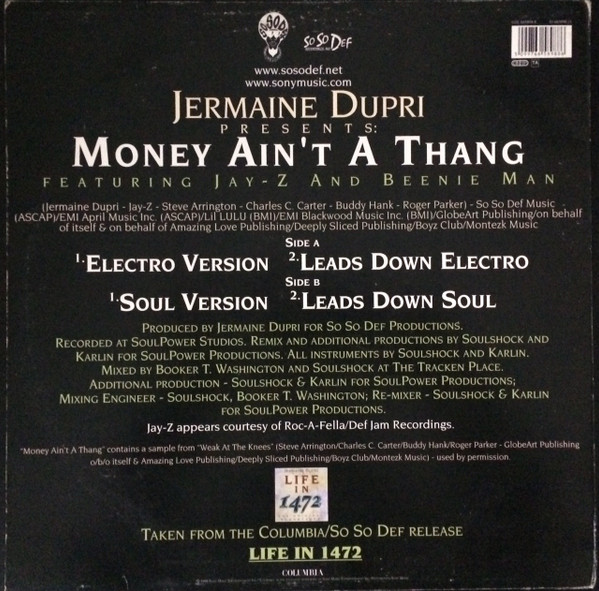 SO SO DEF
www.sosodef.net
www.sonymusic.com
JERMAINE DUPRI
PRESENTS:
MONEY AIN'T A THANG
FEATURING JAY-Z AND BEENIE MAN
(Jermaine Dupri - Jay-Z - Steve Arrington - Charles C. Carter - Buddy Hank - Roger Parker) - So So Def Music
(ASCAP)/EMI April Music Inc. (ASCAP)/Lil LULU (BMI)/EMI Blackwood Music Inc. (BMI)/GlobeArt Publishing/on behalf
of itself & on behalf of Amazing Love Publishing/Deeply Sliced Publishing/Boyz Club/Montezk Music
SIDE A
1.ELECTRO VERSION 2.LEADS DOWN ELECTRO
SIDE B
1.SOUL VERSION 2.LEADS DOWN SOUL
PRODUCED BY JERMAINE DUPRI FOR SO SO DEF PRODUCTIONS.
RECORDED AT SOULPOWER STUDIOS. REMIX AND ADDITIONAL PRODUCTIONS BY SOULSHOCK AND
KARLIN FOR SOULPOWER PRODUCTIONS. ALL INSTRUMENTS BY SOULSHOCK AND KARLIN.
MIXED BY BOOKER T. WASHINGTON AND SOULSHOCK AT THE TRACKEN PLACE.
ADDITIONAL PRODUCTION - SOULSHOCK & KARLIN FOR SOULPOWER PRODUCTIONS;
MIXING ENGINEER - SOULSHOCK, BOOKER T. WASHINGTON; RE-MIXER - SOULSHOCK & KARLIN
FOR SOULPOWER PRODUCTIONS.
Jay-Z appears courtesy of Roc-A-Fella/Def Jam Recordings.
"Money Ain't A Thang" contains a sample from "Weak At The Knees" (Steve Arrington/Charles C. Carter/Buddy Hank/Roger Parker - GlobeArt Publishing
o/b/o itself & Amazing Love Publishing/Deeply Sliced Publishing/Boyz Club/Montezk Music) - used by permission.
LIFE
IN
1472
TAKEN FROM THE COLUMBIA/SO SO DEF RELEASE
LIFE IN 1472
COLUMBIA